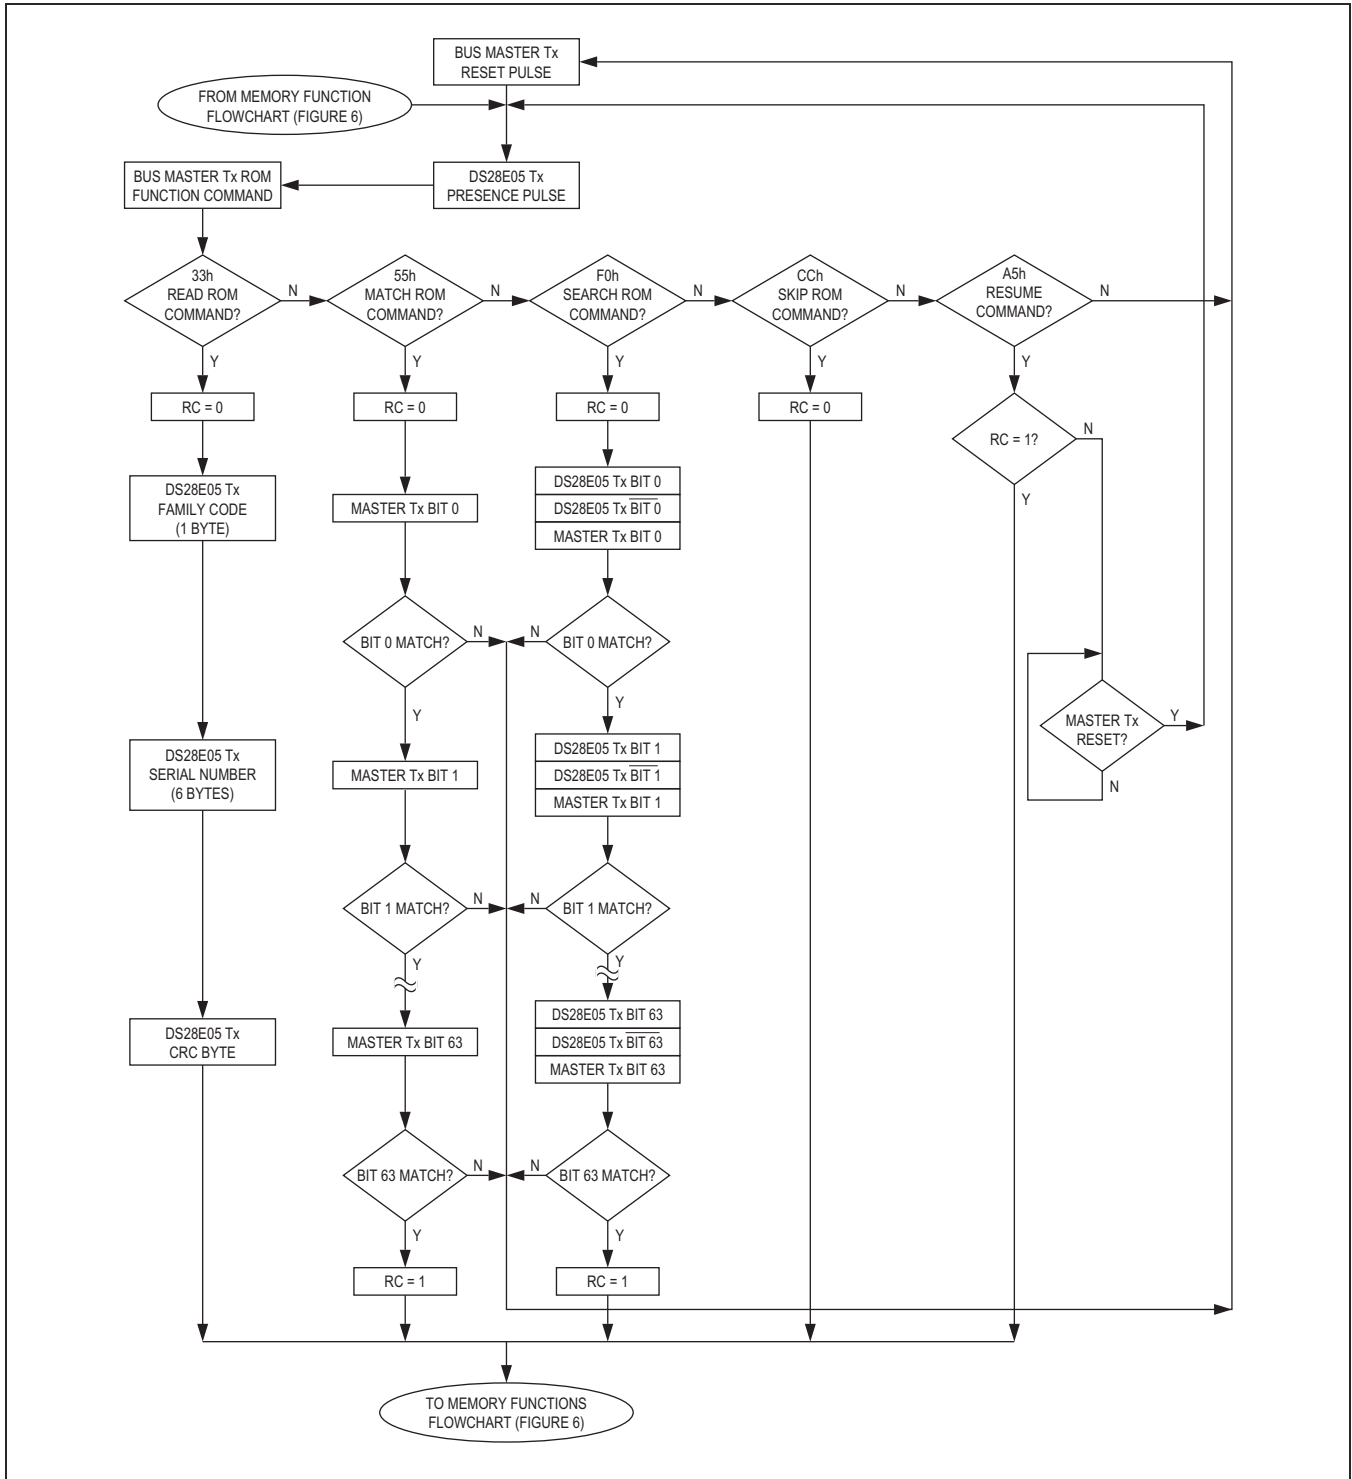 BUS MASTER Tx
RESET PULSE
FROM MEMORY FUNCTION
FLOWCHART (FIGURE 6)
BUS MASTER Tx ROM
FUNCTION COMMAND
DS28E05 Tx
PRESENCE PULSE
33h
READ ROM
COMMAND?
N
55h
MATCH ROM
COMMAND?
N
F0h
SEARCH ROM
COMMAND?
N
CCh
SKIP ROM
COMMAND?
N
A5h
RESUME
COMMAND?
N
Y
Y
Y
Y
Y
RC = 0
RC = 0
RC = 0
RC = 0
RC = 1?
N
Y
DS28E05 Tx
FAMILY CODE
(1 BYTE)
MASTER Tx BIT 0
DS28E05 Tx BIT 0
DS28E05 Tx B̅I̅T̅ ̅0̅
MASTER Tx BIT 0
BIT 0 MATCH?
N
N
BIT 0 MATCH?
Y
Y
MASTER Tx
RESET?
Y
N
DS28E05 Tx
SERIAL NUMBER
(6 BYTES)
MASTER Tx BIT 1
DS28E05 Tx BIT 1
DS28E05 Tx B̅I̅T̅ ̅1̅
MASTER Tx BIT 1
BIT 1 MATCH?
N
N
BIT 1 MATCH?
Y
Y
DS28E05 Tx
CRC BYTE
MASTER Tx BIT 63
DS28E05 Tx BIT 63
DS28E05 Tx B̅I̅T̅ ̅6̅3̅
MASTER Tx BIT 63
BIT 63 MATCH?
N
N
BIT 63 MATCH?
Y
Y
RC = 1
RC = 1
TO MEMORY FUNCTIONS
FLOWCHART (FIGURE 6)